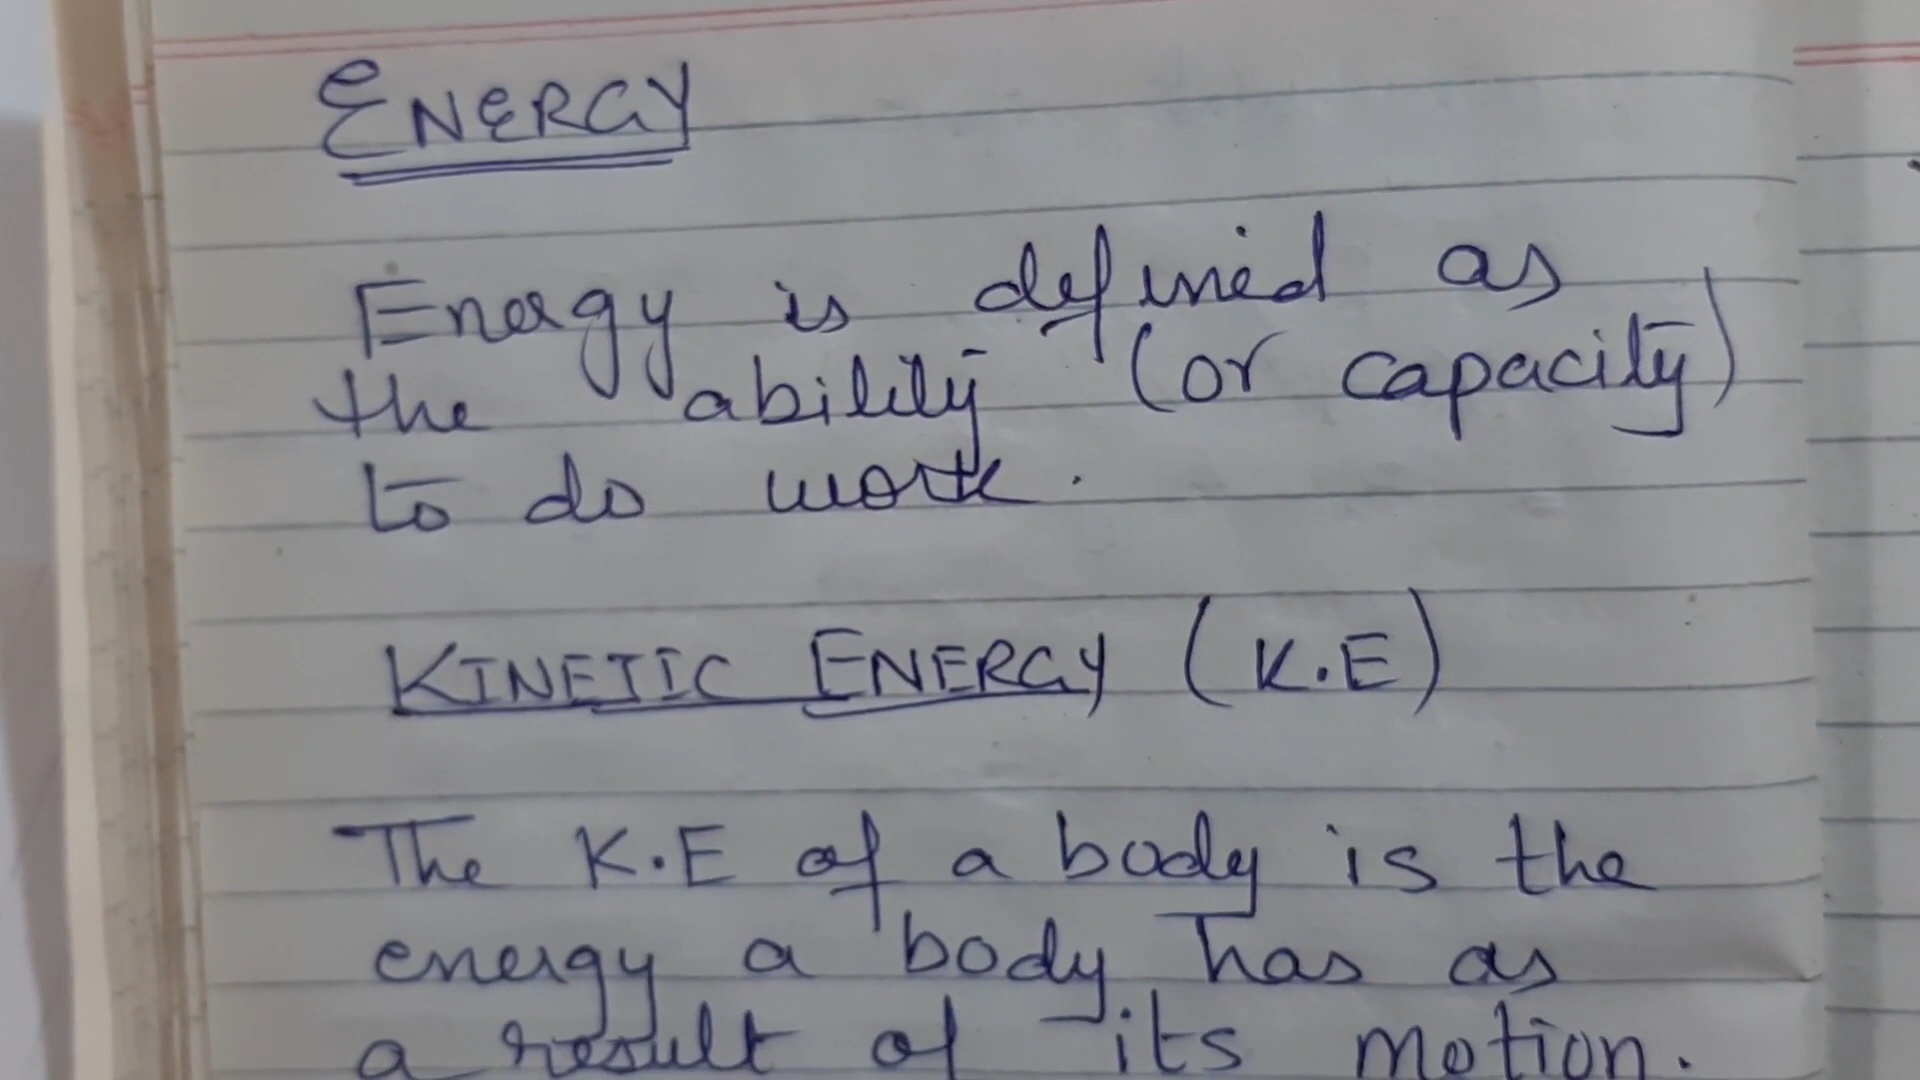 ENERGY
Energy is defined as
the ability (or capacity)
to do work.
KINETIC ENERGY (K.E)
The K.E of a body is the
energy a body has as
a result of its motion.